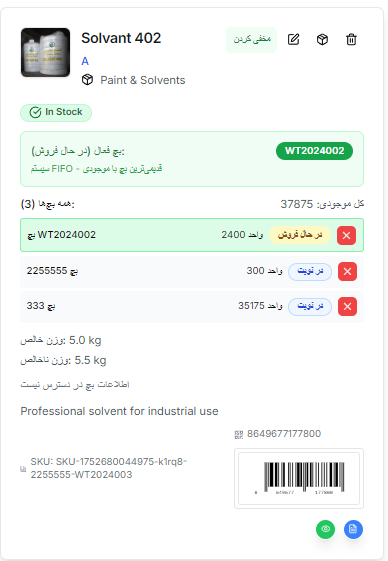 Solvant 402
مخفی کردن
A
Paint & Solvents
In Stock
بچ فعال (در حال فروش):
WT2024002
سیستم FIFO - قدیمی‌ترین بچ با موجودی
همه بچ‌ها (3):
کل موجودی: 37875
بچ WT2024002
2400 واحد
در حال فروش
بچ 2255555
300 واحد
در نوبت
بچ 333
35175 واحد
در نوبت
وزن خالص: 5.0 kg
وزن ناخالص: 5.5 kg
اطلاعات بچ در دسترس نیست
Professional solvent for industrial use
8649677177800
SKU: SKU-1752680044975-k1rq8-
2255555-WT2024003
8 649677 177800